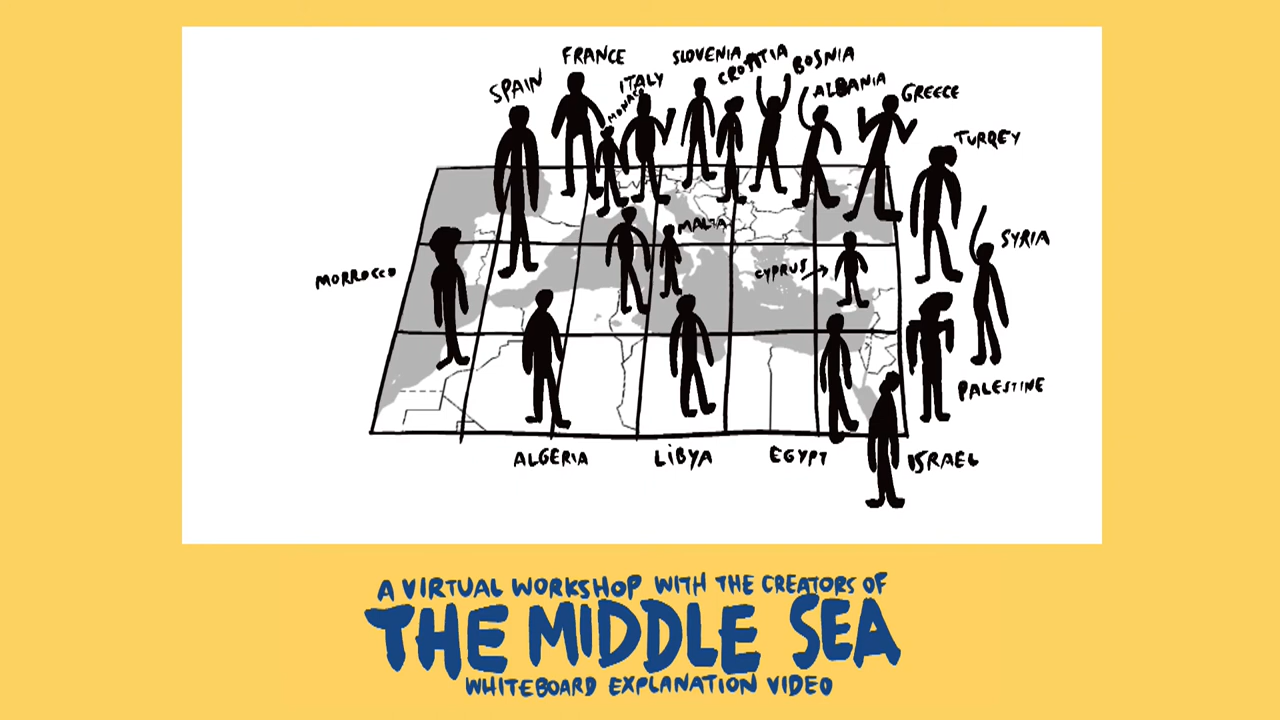 FRANCE
SLOVENIA
CROATIA
BOSNIA
SPAIN
ITALY
MONACO
ALBANIA
GREECE
TURQEY
MALTA
SYRIA
MORROCCO
CYPRUS
PALESTINE
ALGERIA
LIBYA
EGYPT
ISRAEL
A VIRTUAL WORKSHOP WITH THE CREATORS OF
THE MIDDLE SEA
WHITEBOARD EXPLANATION VIDEO